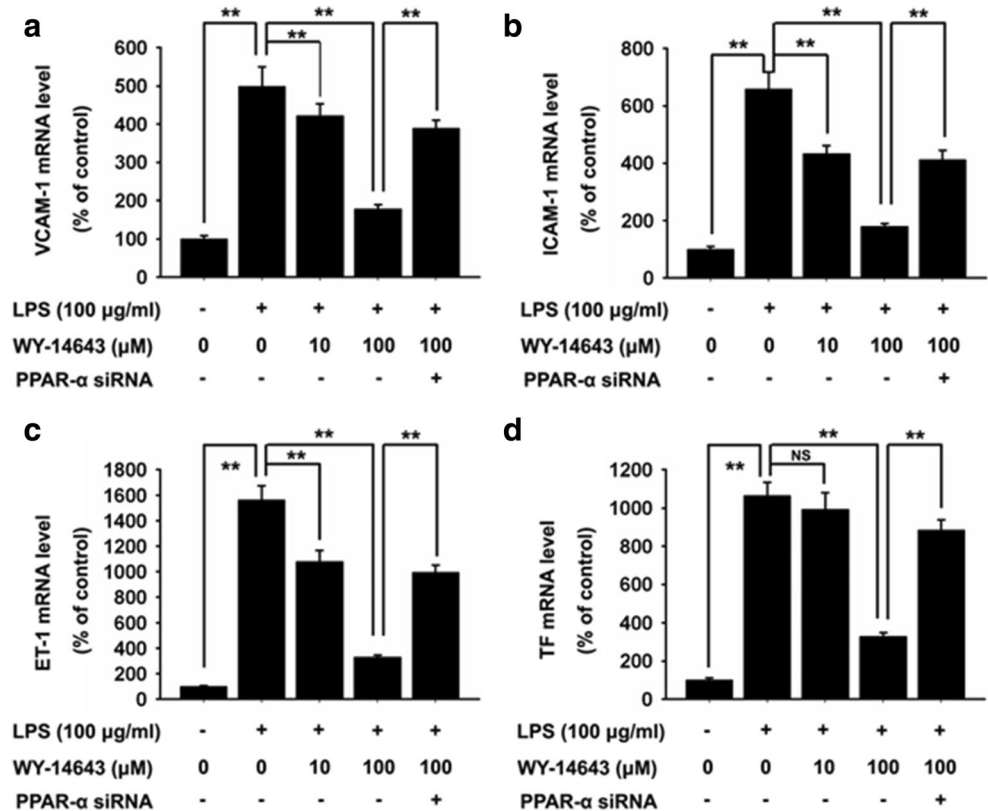 a
** ** **
**
600
500
400
300
200
100
0
VCAM-1 mRNA level
(% of control)
LPS (100 µg/ml) - + + + +
WY-14643 (µM) 0 0 10 100 100
PPAR-α siRNA - - - - +
b
** **
** **
800
600
400
200
0
ICAM-1 mRNA level
(% of control)
LPS (100 µg/ml) - + + + +
WY-14643 (µM) 0 0 10 100 100
PPAR-α siRNA - - - - +
c
** **
** **
1800
1600
1400
1200
1000
800
600
400
200
0
ET-1 mRNA level
(% of control)
LPS (100 µg/ml) - + + + +
WY-14643 (µM) 0 0 10 100 100
PPAR-α siRNA - - - - +
d
** **
** NS
1200
1000
800
600
400
200
0
TF mRNA level
(% of control)
LPS (100 µg/ml) - + + + +
WY-14643 (µM) 0 0 10 100 100
PPAR-α siRNA - - - - +